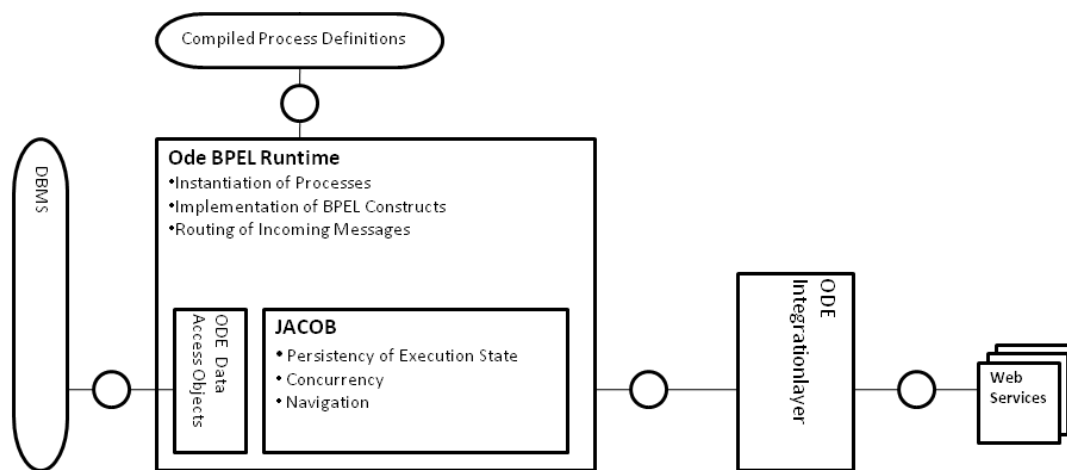 Compiled Process Definitions
DBMS
Ode BPEL Runtime
•Instantiation of Processes
•Implementation of BPEL Constructs
•Routing of Incoming Messages
ODE Data
Access Objects
JACOB
• Persistency of Execution State
• Concurrency
• Navigation
ODE
Integrationlayer
Web
Services